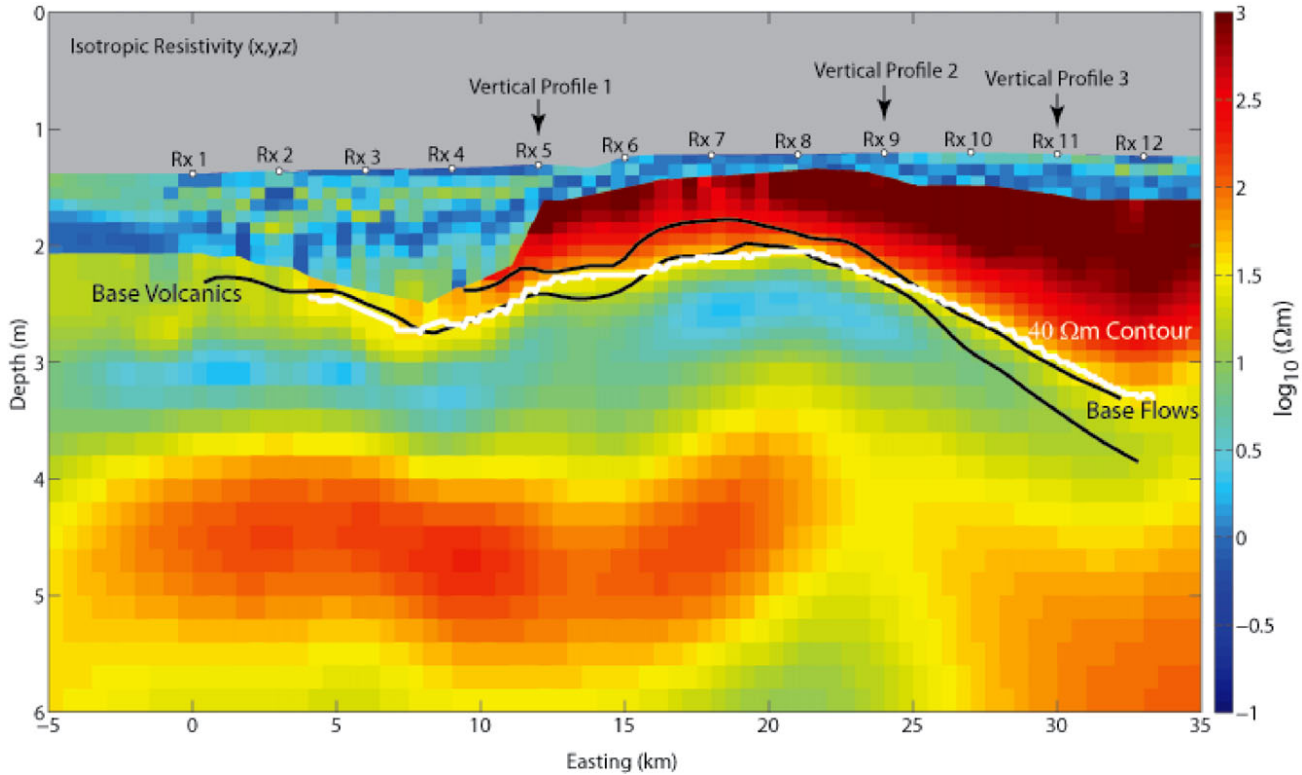 0
Isotropic Resistivity (x,y,z)
Vertical Profile 1
Vertical Profile 2
Vertical Profile 3
1
Rx 1
Rx 2
Rx 3
Rx 4
Rx 5
Rx 6
Rx 7
Rx 8
Rx 9
Rx 10
Rx 11
Rx 12
2
Base Volcanics
3
40 Ωm Contour
Base Flows
4
5
6
Depth (m)
−5
0
5
10
15
20
25
30
35
Easting (km)
3
2.5
2
1.5
1
0.5
0
−0.5
−1
log10 (Ωm)